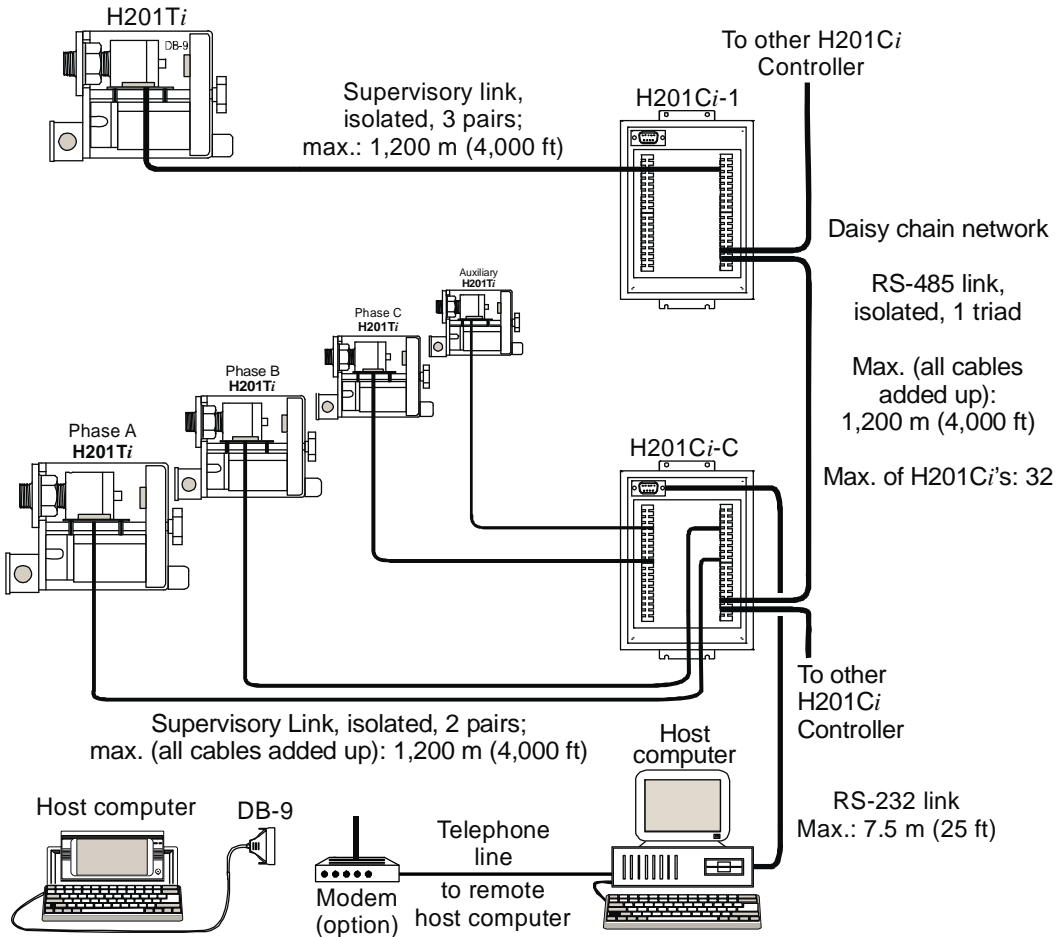 H201Ti
DB-9
Supervisory link,
isolated, 3 pairs;
max.: 1,200 m (4,000 ft)
To other H201Ci
Controller
H201Ci-1
Daisy chain network
RS-485 link,
isolated, 1 triad
Max. (all cables
added up):
1,200 m (4,000 ft)
Max. of H201Ci's: 32
Auxiliary
H201Ti
Phase C
H201Ti
Phase B
H201Ti
Phase A
H201Ti
H201Ci-C
To other
H201Ci
Controller
Supervisory Link, isolated, 2 pairs;
max. (all cables added up): 1,200 m (4,000 ft)
Host
computer
RS-232 link
Max.: 7.5 m (25 ft)
Host computer
DB-9
Modem
(option)
Telephone
line
to remote
host computer